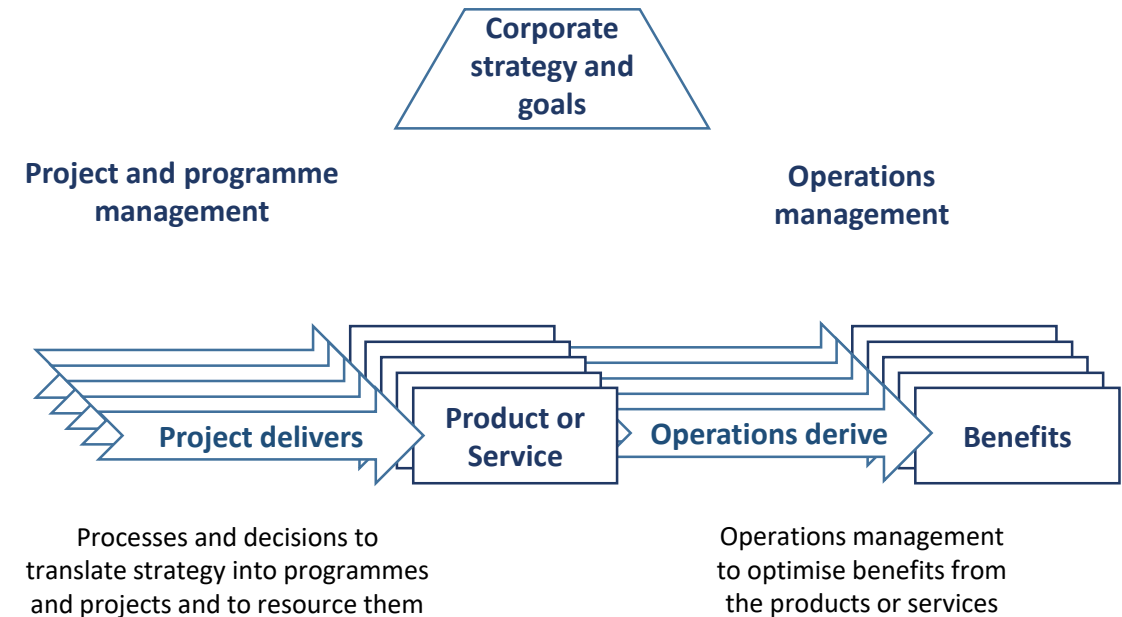 Corporate
strategy and
goals
Project and programme
management
Operations
management
Project delivers
Product or
Service
Operations derive
Benefits
Processes and decisions to
translate strategy into programmes
and projects and to resource them
Operations management
to optimise benefits from
the products or services